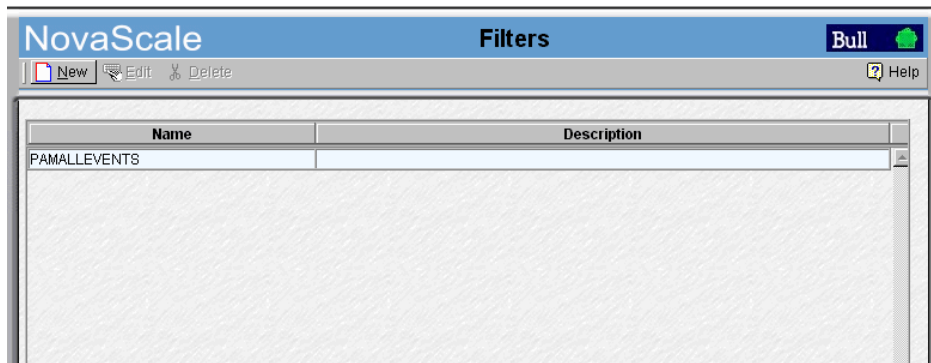 NovaScale Filters Bull
New Edit Delete Help
Name Description
PAMALLEVENTS